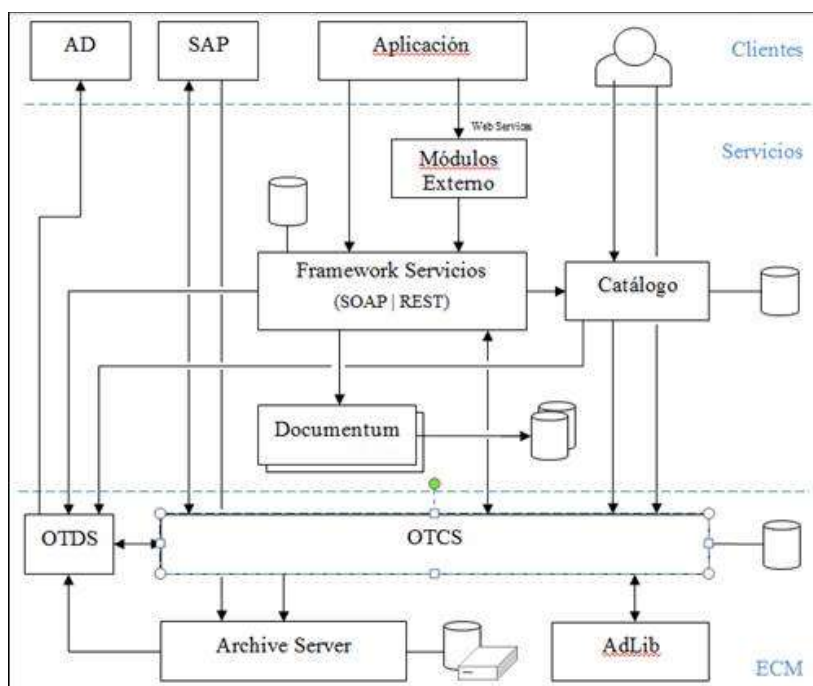 AD
SAP
Aplicación
Clientes
Web Services
Servicios
Módulos
Externo
Framework Servicios
(SOAP | REST)
Catálogo
Documentum
OTDS
OTCS
Archive Server
AdLib
ECM